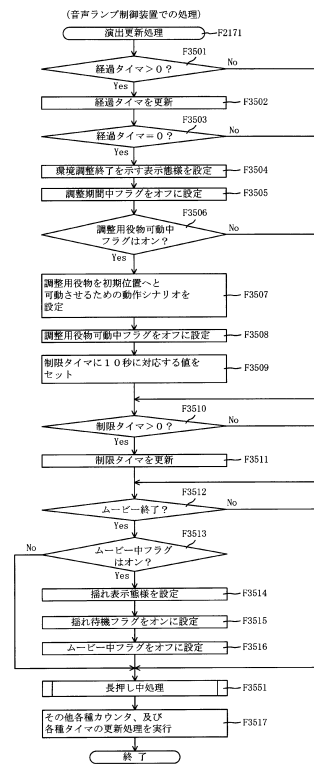 (音声ランプ制御装置での処理)
演出更新処理
F2171
F3501
経過タイマ>0?
No
Yes
経過タイマを更新
F3502
F3503
経過タイマ=0?
No
Yes
環境調整終了を示す表示態様を設定
F3504
調整期間中フラグをオフに設定
F3505
F3506
調整用役物可動中
フラグはオン?
No
Yes
調整用役物を初期位置へと
可動させるための動作シナリオを
設定
F3507
調整用役物可動中フラグをオフに設定
F3508
制限タイマに10秒に対応する値を
セット
F3509
F3510
制限タイマ>0?
No
Yes
制限タイマを更新
F3511
F3512
ムービー終了?
No
Yes
F3513
No
ムービー中フラグ
はオン?
Yes
揺れ表示態様を設定
F3514
揺れ待機フラグをオンに設定
F3515
ムービー中フラグをオフに設定
F3516
長押し中処理
F3551
その他各種カウンタ、及び
各種タイマの更新処理を実行
F3517
終了